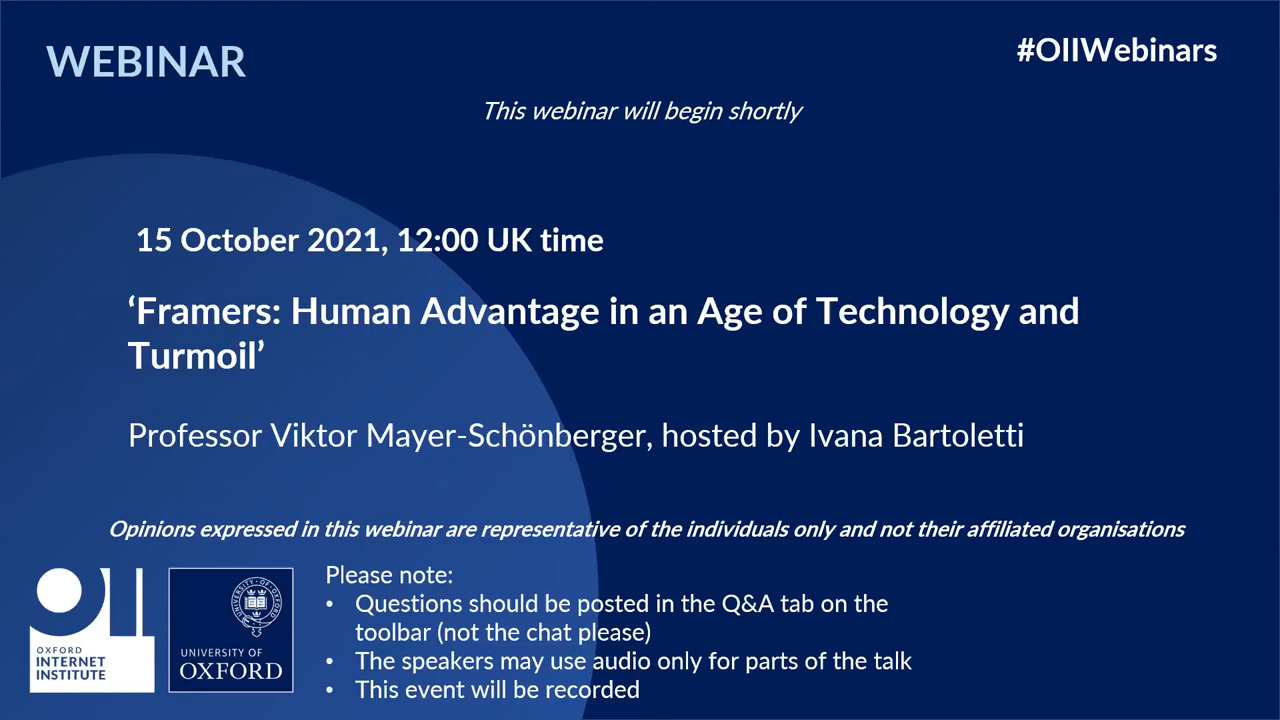 WEBINAR
#OIIWebinars
This webinar will begin shortly
15 October 2021, 12:00 UK time
‘Framers: Human Advantage in an Age of Technology and
Turmoil’
Professor Viktor Mayer-Schönberger, hosted by Ivana Bartoletti
Opinions expressed in this webinar are representative of the individuals only and not their affiliated organisations
Please note:
• Questions should be posted in the Q&A tab on the
toolbar (not the chat please)
• The speakers may use audio only for parts of the talk
• This event will be recorded
oii
OXFORD
INTERNET
INSTITUTE
UNIVERSITY·OF·OXFORD
UNIVERSITY OF
OXFORD